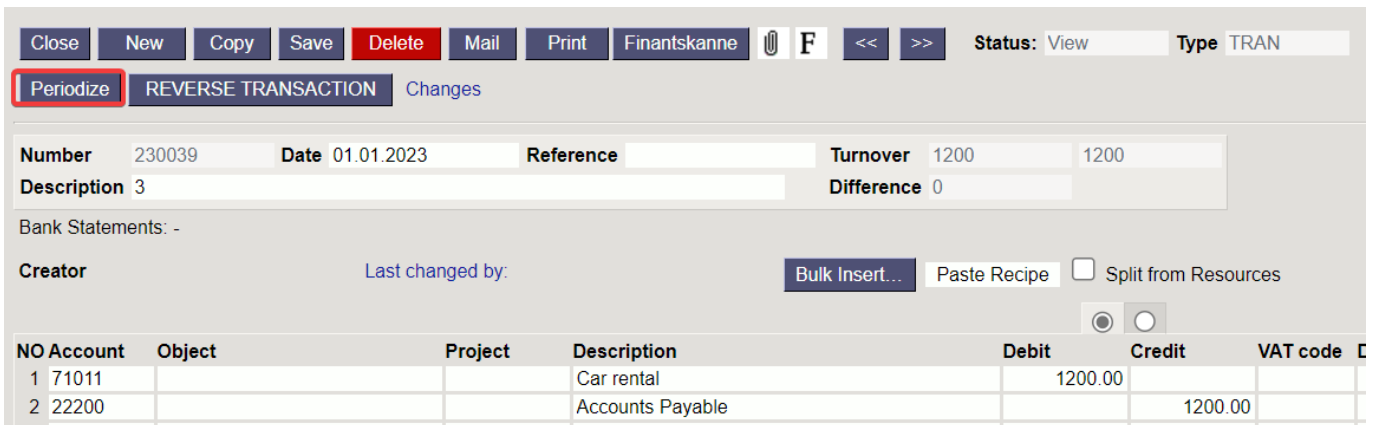 Close New Copy Save Delete Mail Print Finantskanne F << >> Status: View Type TRAN
Periodize REVERSE TRANSACTION Changes
Number 230039 Date 01.01.2023 Reference Turnover 1200 1200
Description 3 Difference 0
Bank Statements: -
Creator Last changed by: Bulk Insert... Paste Recipe Split from Resources
NO Account Object Project Description Debit Credit VAT code D
1 71011 Car rental 1200.00
2 22200 Accounts Payable 1200.00